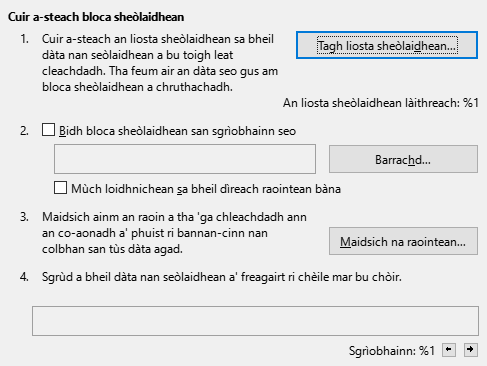 Cuir a-steach bloca sheòlaidhean
1. Cuir a-steach an liosta sheòlaidhean sa bheil
dàta nan seòlaidhean a bu toigh leat
cleachdadh. Tha feum air an dàta seo gus am
bloca sheòlaidhean a chruthachadh.
Tagh liosta sheòlaidhean...
An liosta sheòlaidhean làithreach: %1
2. Bidh bloca sheòlaidhean san sgrìobhainn seo
Barrachd...
Mùch loidhnichean sa bheil dìreach raointean bàna
3. Maidsich ainm an raoin a tha 'ga chleachdadh ann
an co-aonadh a' phuist ri bannan-cinn nan
colbhan san tùs dàta agad.
Maidsich na raointean...
4. Sgrùd a bheil dàta nan seòlaidhean a' freagairt ri chèile mar bu chòir.
Sgrìobhainn: %1